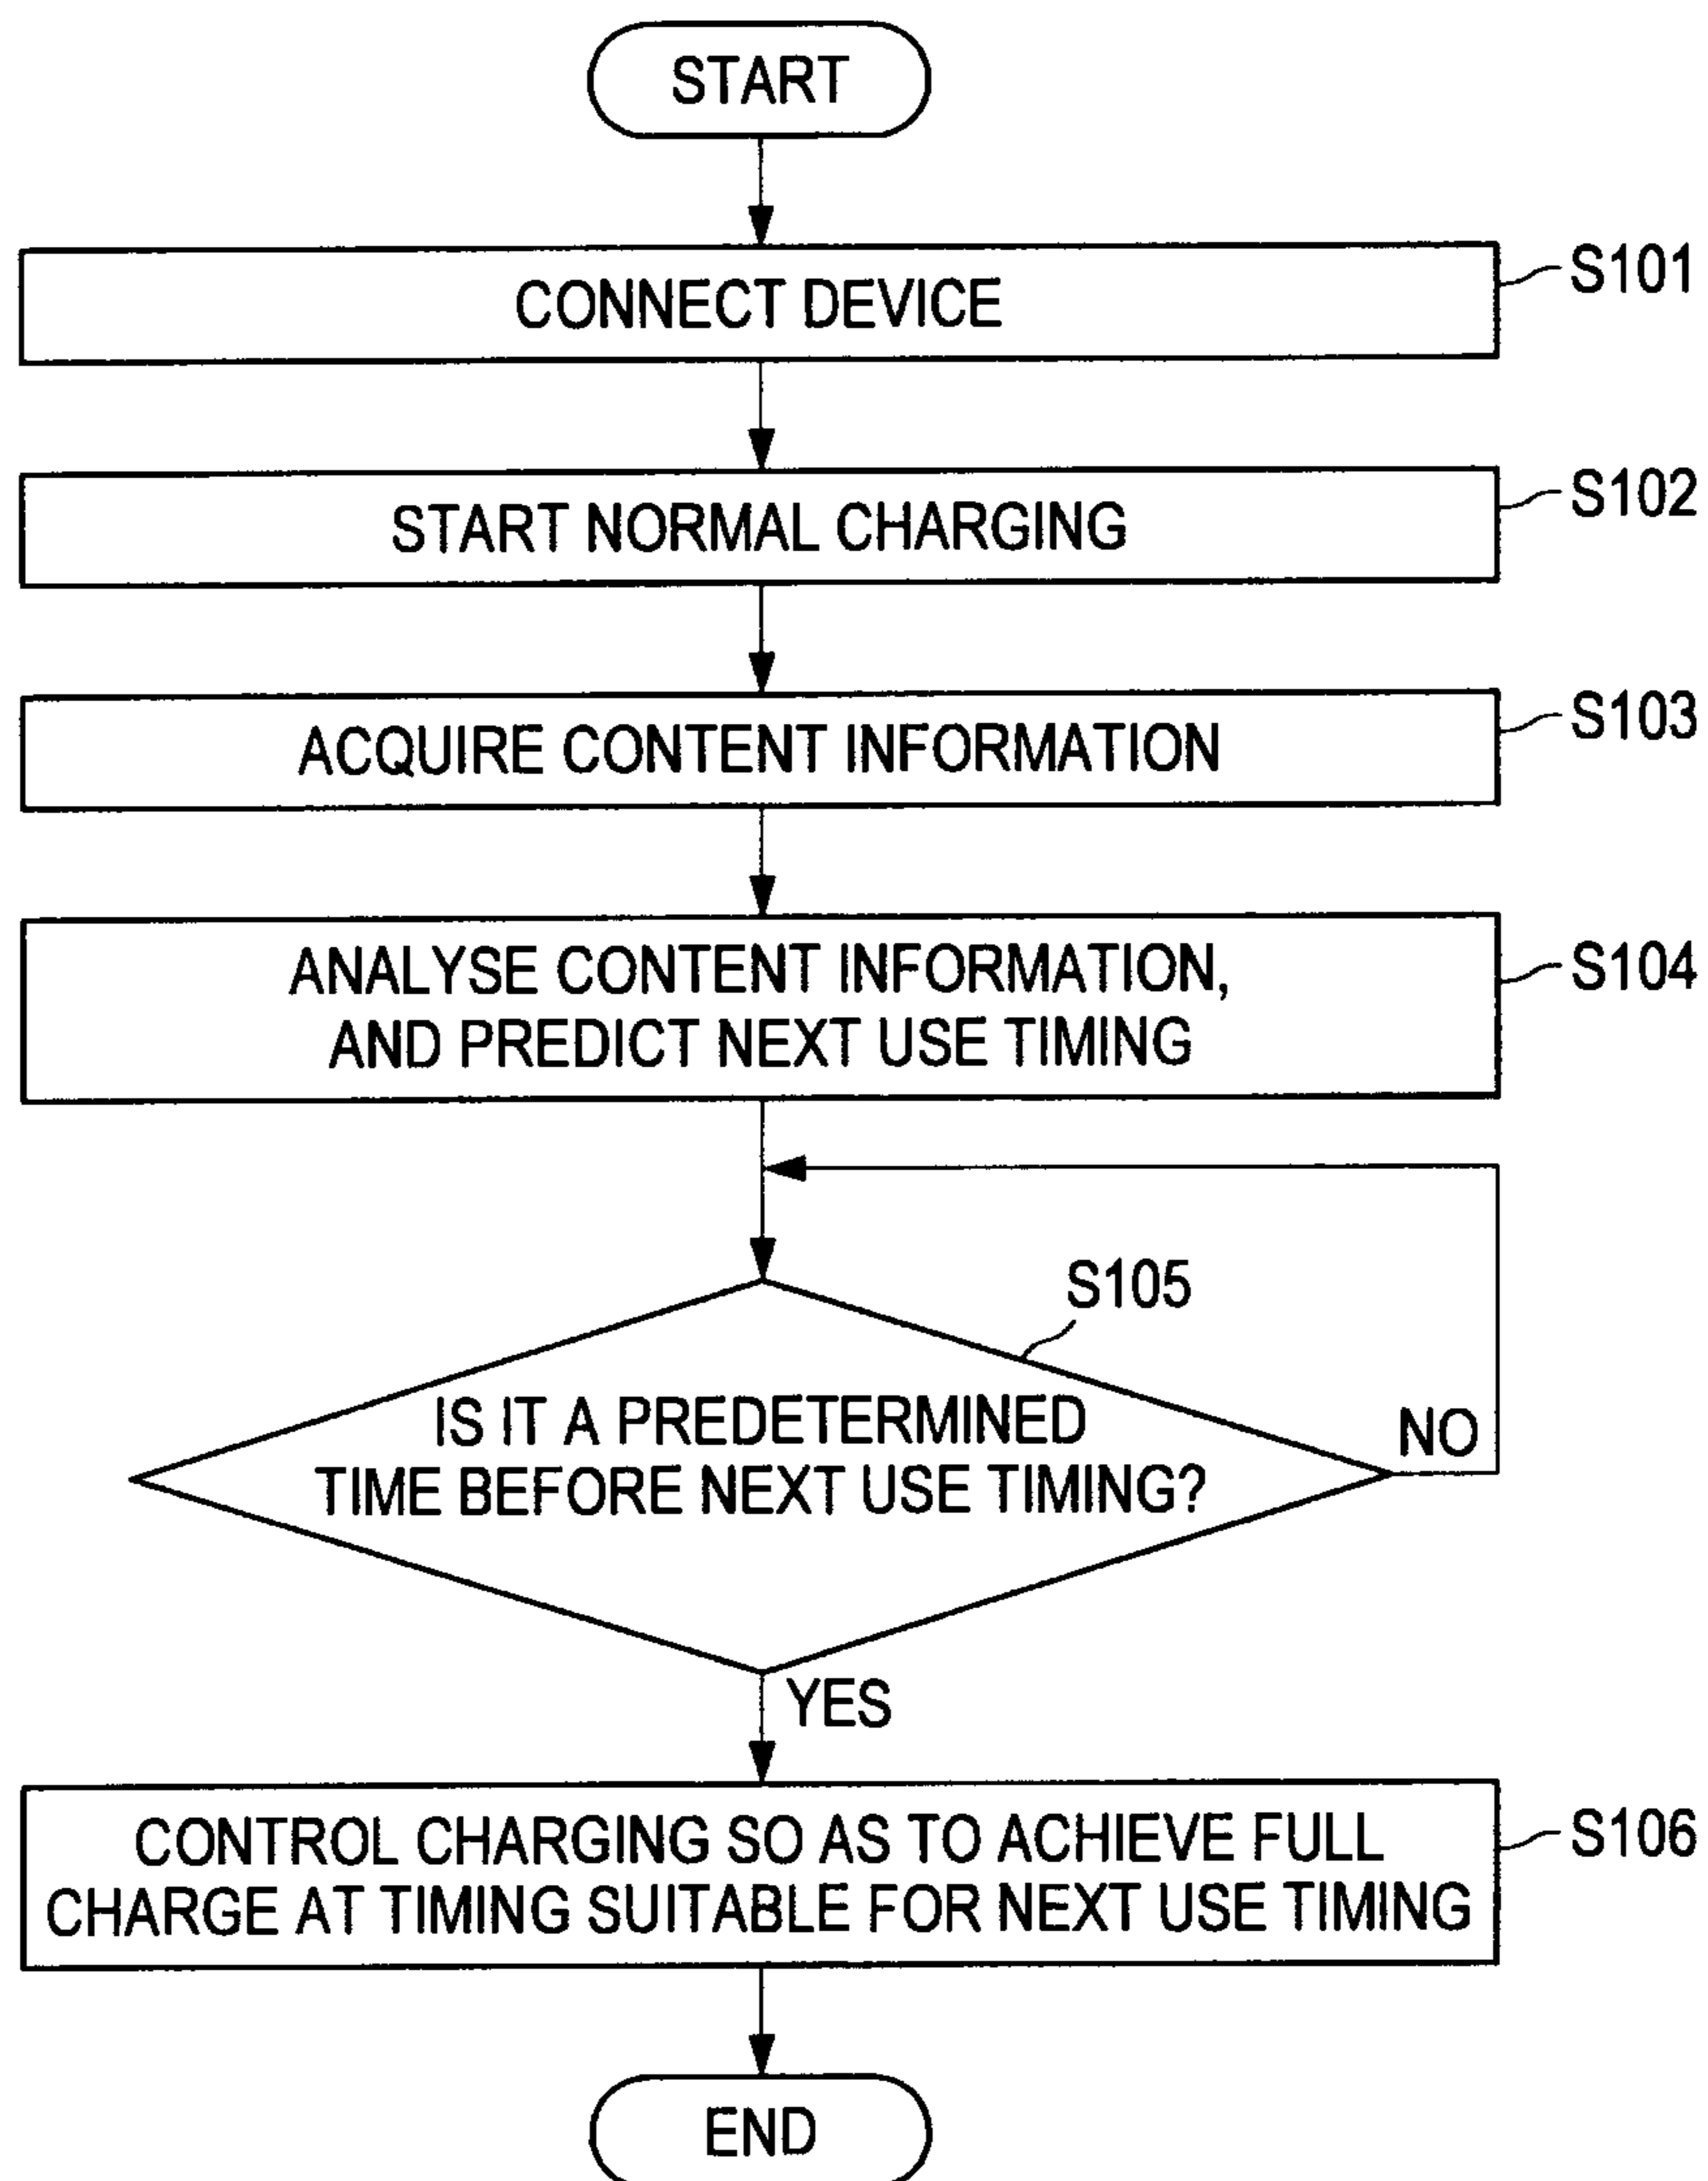 START
CONNECT DEVICE
S101
START NORMAL CHARGING
S102
ACQUIRE CONTENT INFORMATION
S103
ANALYSE CONTENT INFORMATION,
AND PREDICT NEXT USE TIMING
S104
S105
IS IT A PREDETERMINED
TIME BEFORE NEXT USE TIMING?
NO
YES
CONTROL CHARGING SO AS TO ACHIEVE FULL
CHARGE AT TIMING SUITABLE FOR NEXT USE TIMING
S106
END